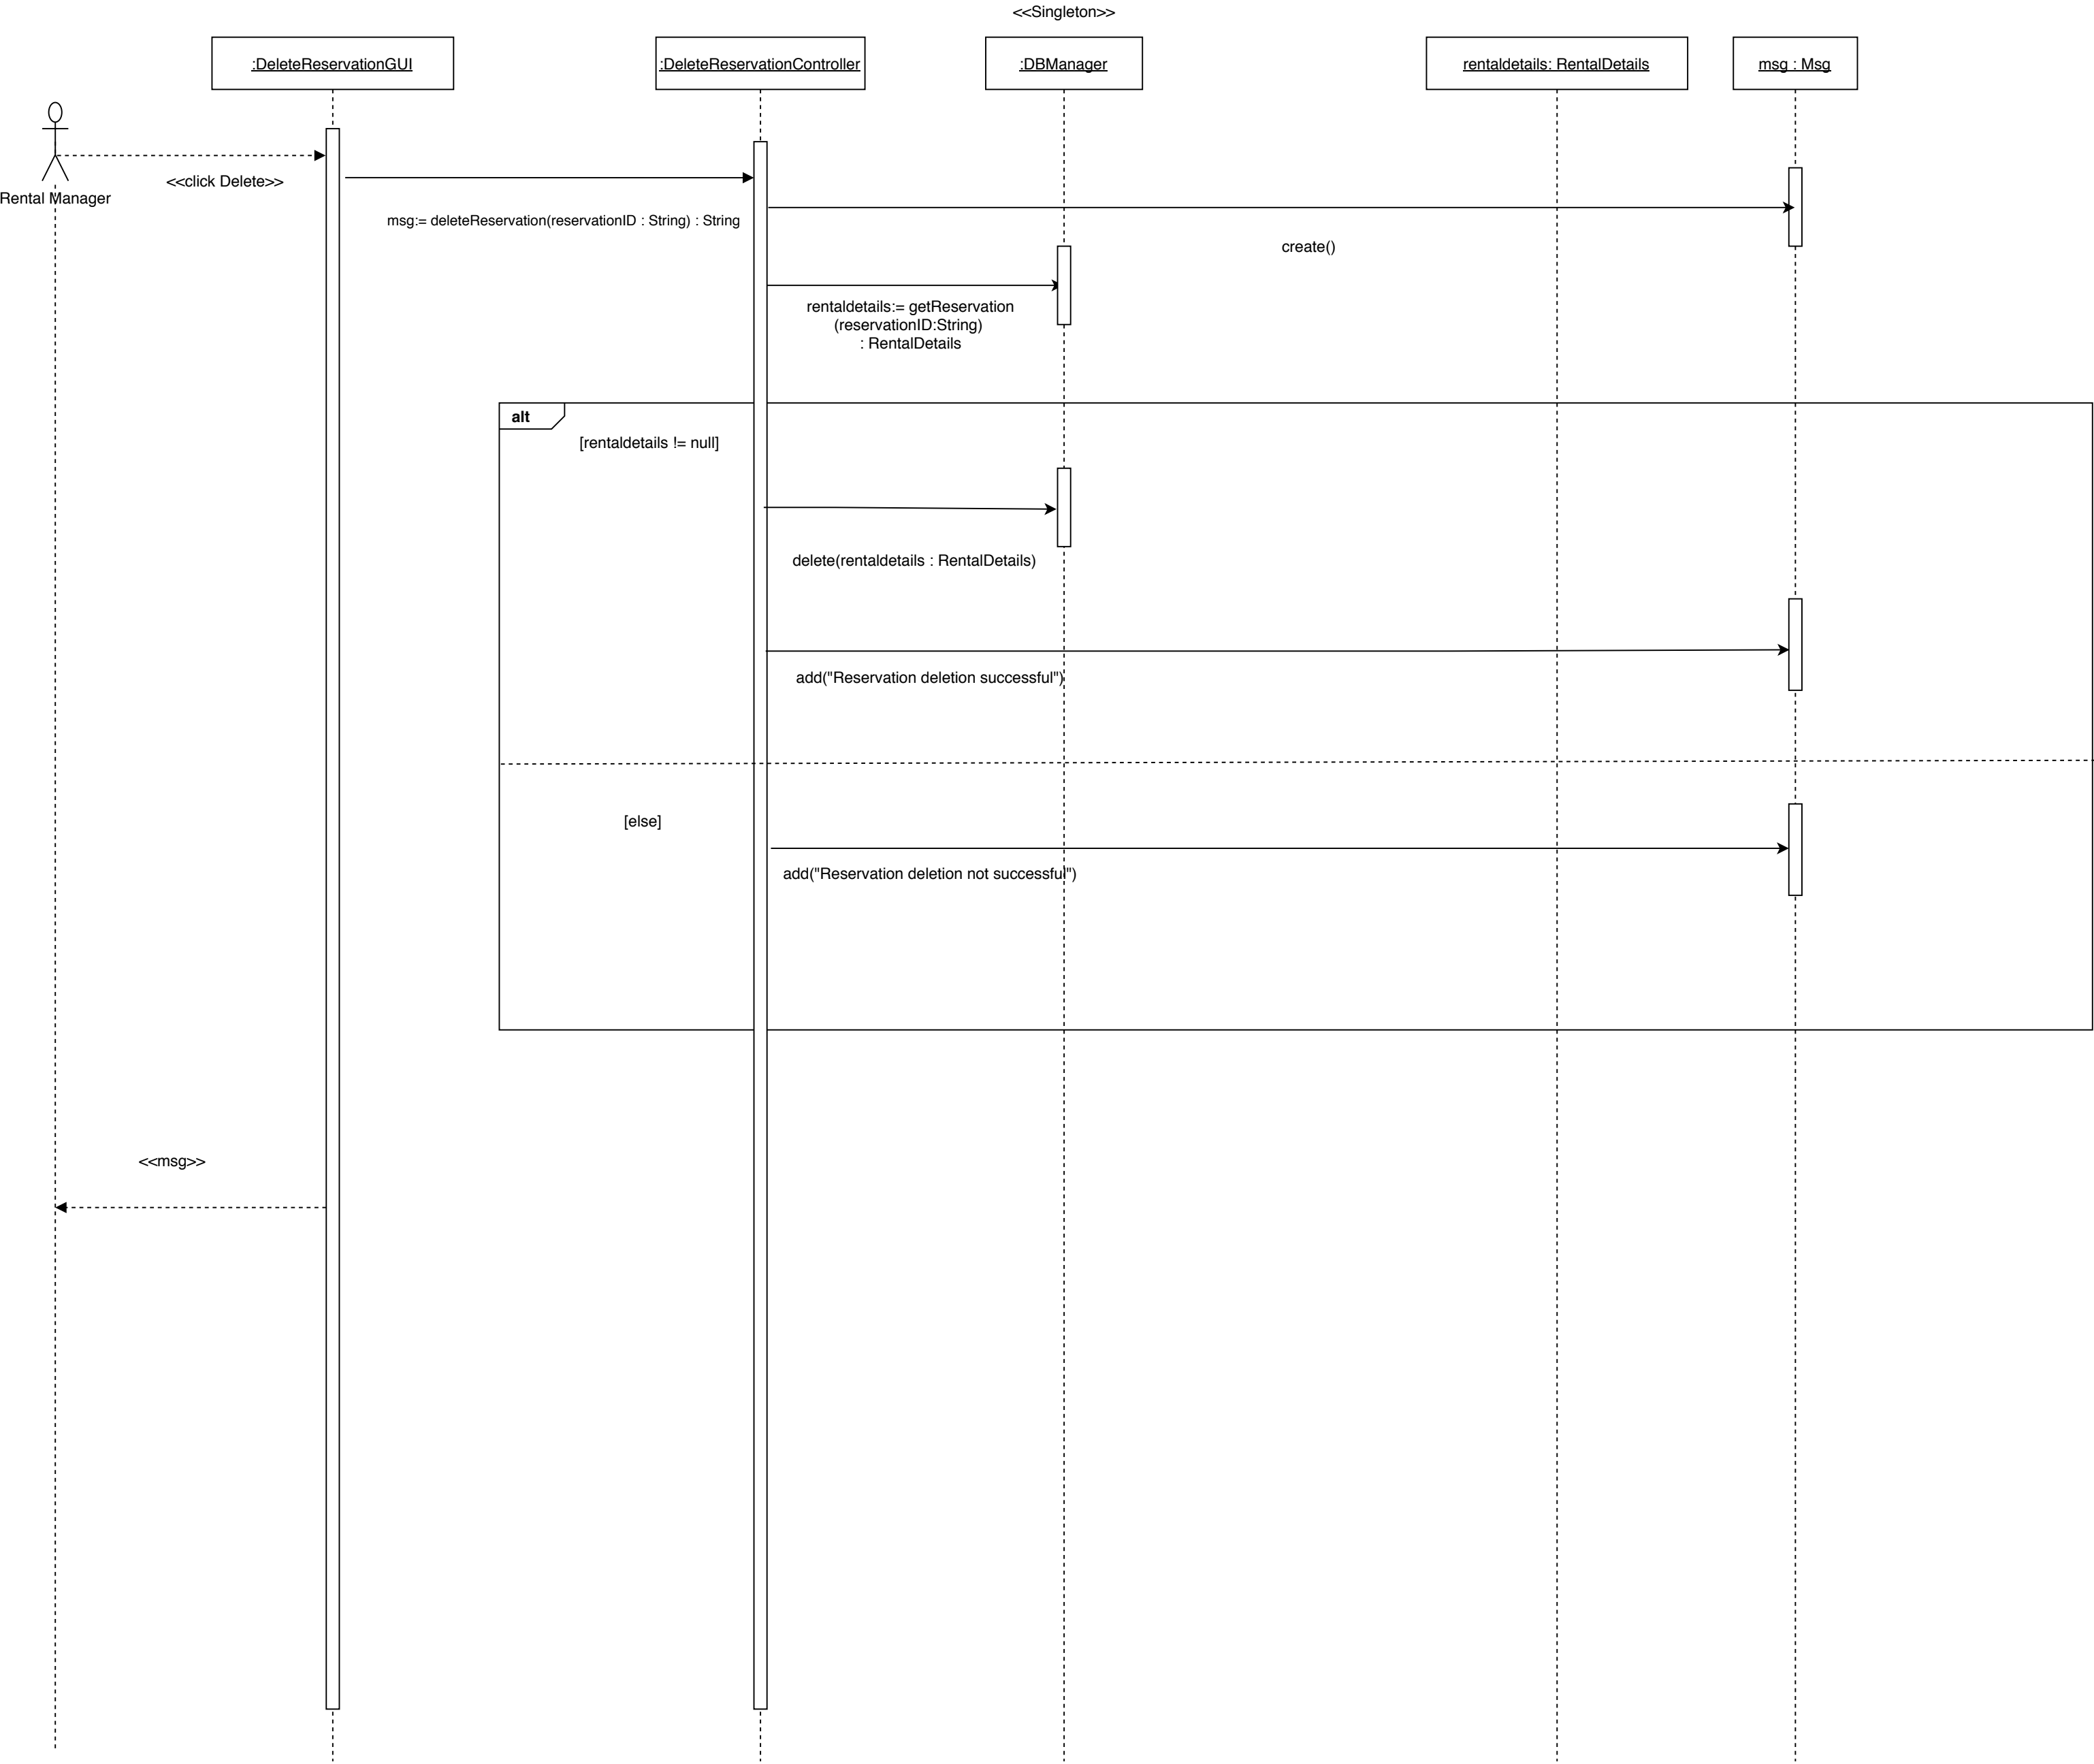 <<Singleton>>
:DeleteReservationGUI
:DeleteReservationController
:DBManager
rentaldetails: RentalDetails
msg : Msg
<<click Delete>>
Rental Manager
msg:= deleteReservation(reservationID : String) : String
create()
rentaldetails:= getReservation
(reservationID:String)
: RentalDetails
alt
[rentaldetails != null]
delete(rentaldetails : RentalDetails)
add("Reservation deletion successful")
[else]
add("Reservation deletion not successful")
<<msg>>